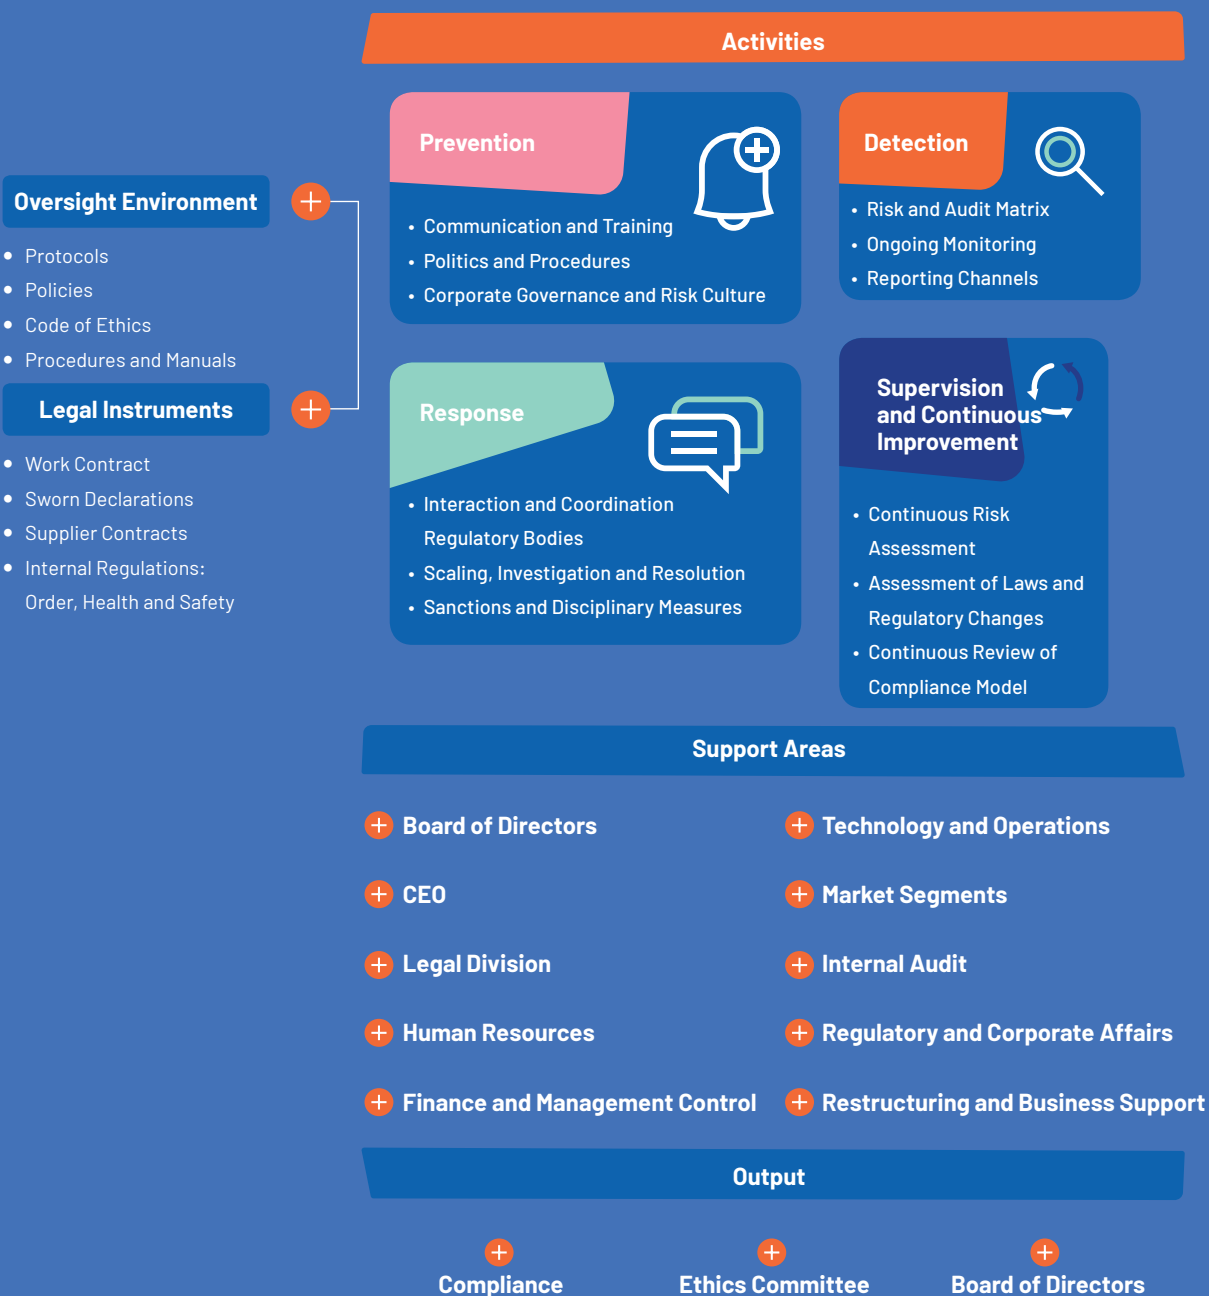 Activities
Oversight Environment
• Protocols
• Policies
• Code of Ethics
• Procedures and Manuals
Legal Instruments
• Work Contract
• Sworn Declarations
• Supplier Contracts
• Internal Regulations:
Order, Health and Safety
Prevention
• Communication and Training
• Politics and Procedures
• Corporate Governance and Risk Culture
Detection
• Risk and Audit Matrix
• Ongoing Monitoring
• Reporting Channels
Response
• Interaction and Coordination
Regulatory Bodies
• Scaling, Investigation and Resolution
• Sanctions and Disciplinary Measures
Supervision
and Continuous
Improvement
• Continuous Risk
Assessment
• Assessment of Laws and
Regulatory Changes
• Continuous Review of
Compliance Model
Support Areas
Board of Directors
CEO
Legal Division
Human Resources
Finance and Management Control
Technology and Operations
Market Segments
Internal Audit
Regulatory and Corporate Affairs
Restructuring and Business Support
Output
Compliance
Ethics Committee
Board of Directors